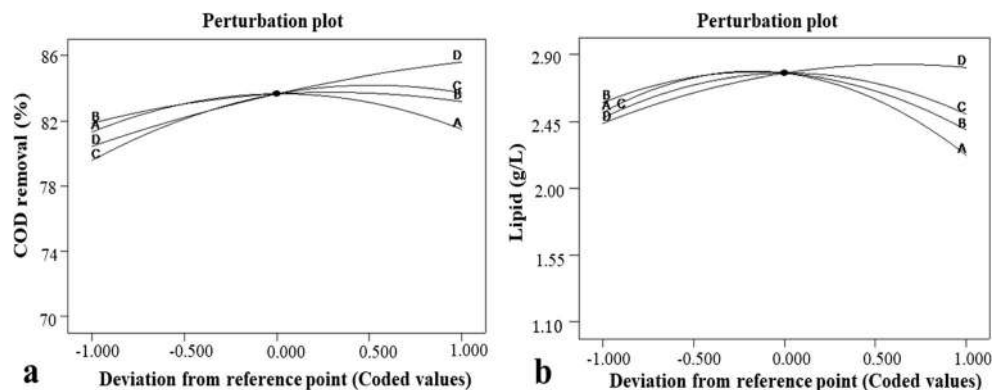 a
Perturbation plot
COD removal (%)
86
82
78
74
70
B
A
D
C
D
C
B
A
-1.000
-0.500
0.000
0.500
1.000
Deviation from reference point (Coded values)
b
Perturbation plot
Lipid (g/L)
2.90
2.45
2.00
1.55
1.10
B
A
C
D
D
C
B
A
-1.000
-0.500
0.000
0.500
1.000
Deviation from reference point (Coded values)